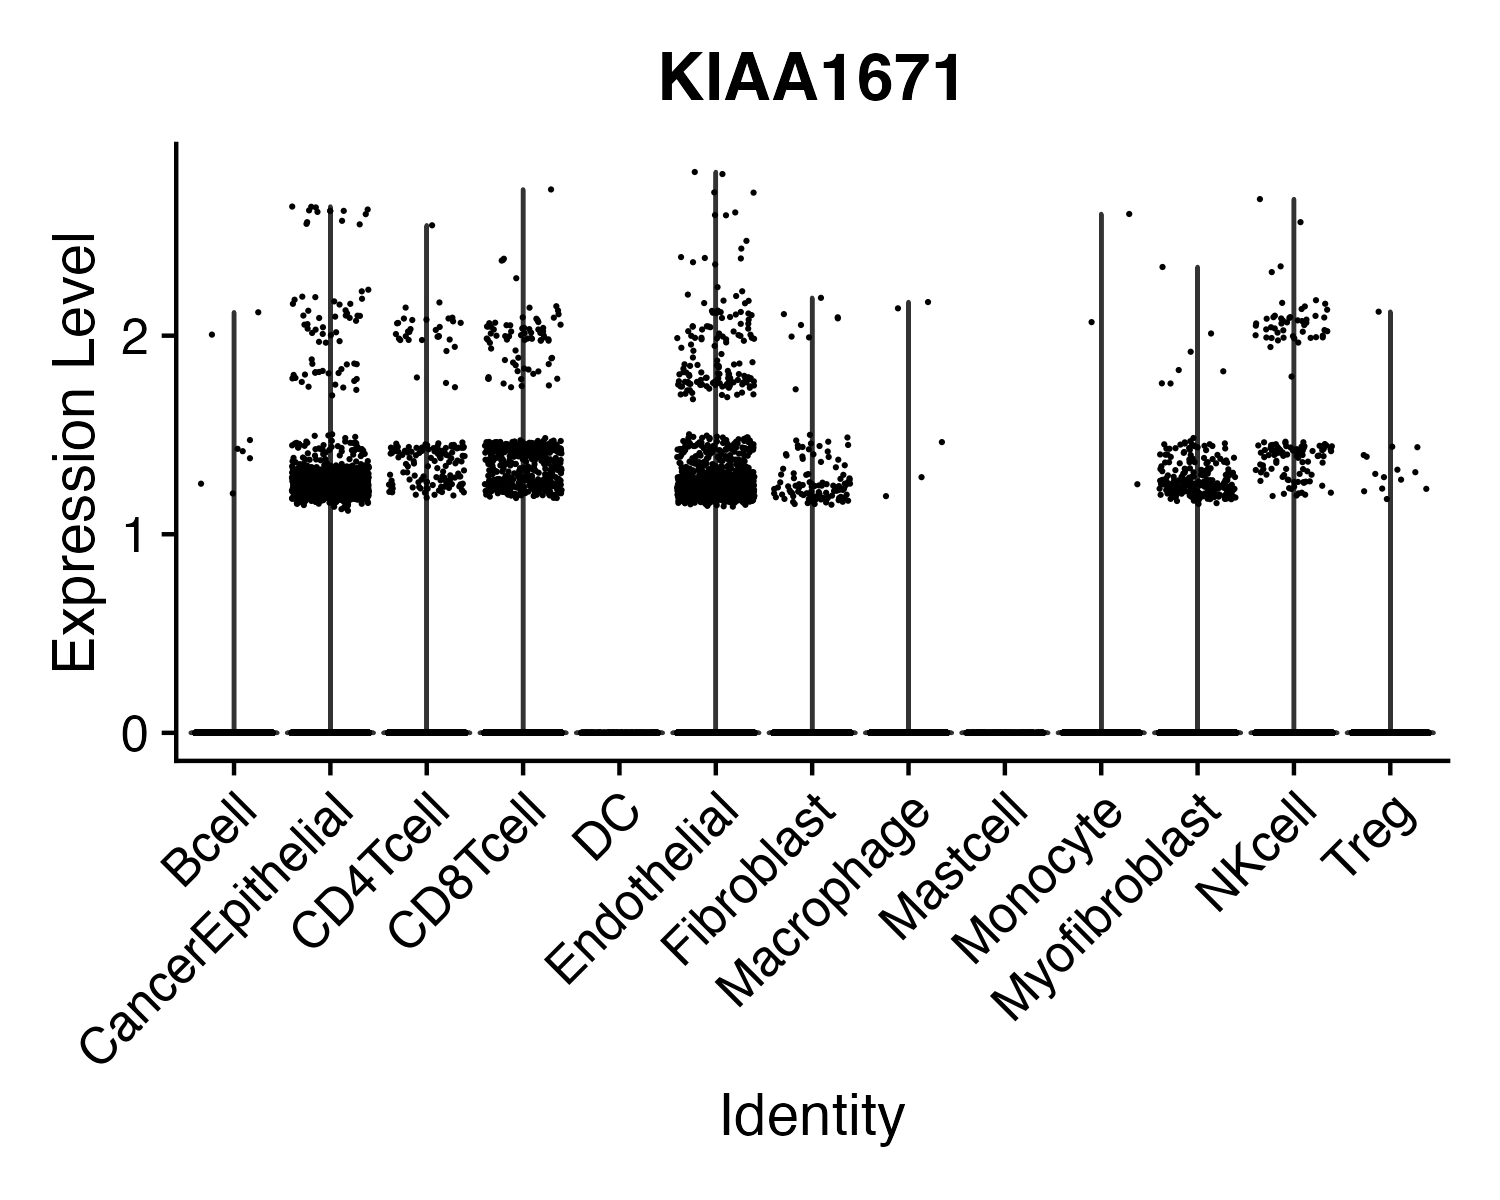 KIAA1671
Expression Level
2
1
0
Bcell
CancerEpithelial
CD4Tcell
CD8Tcell
DC
Endothelial
Fibroblast
Macrophage
Mastcell
Monocyte
Myofibroblast
NKcell
Treg
Identity